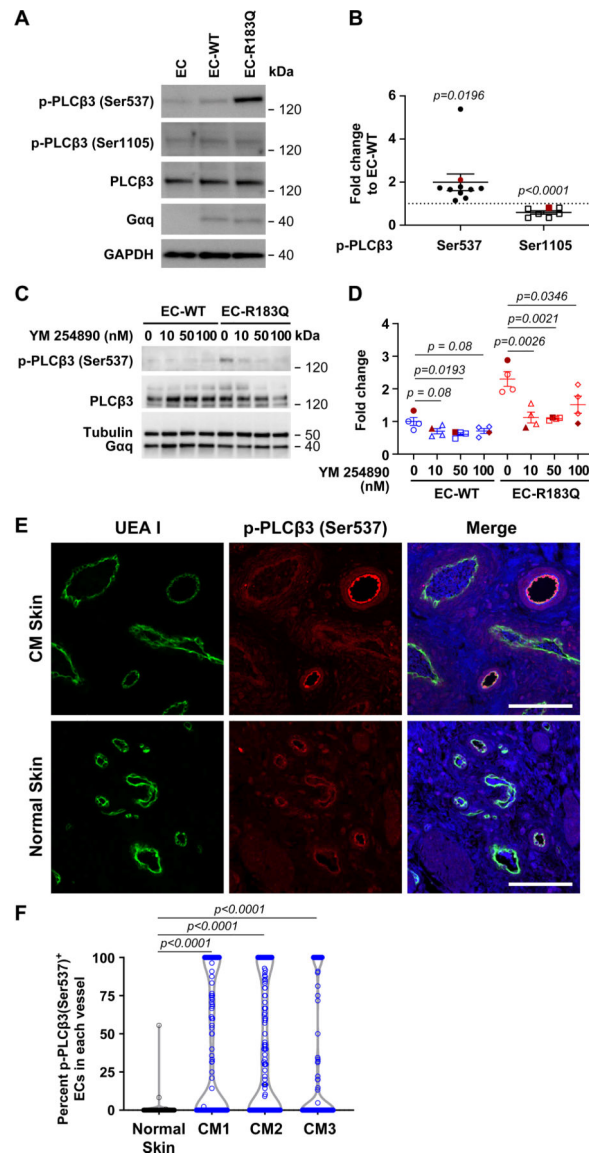 A
EC
EC-WT
EC-R183Q
kDa
p-PLCβ3 (Ser537)
- 120
p-PLCβ3 (Ser1105)
- 120
PLCβ3
- 120
Gαq
- 40
GAPDH
- 40
B
Fold change
to EC-WT
6
4
2
0
p=0.0196
p<0.0001
p-PLCβ3 Ser537 Ser1105
C
EC-WT EC-R183Q
YM 254890 (nM) 0 10 50 100 0 10 50 100 kDa
p-PLCβ3 (Ser537)
- 120
PLCβ3
- 120
Tubulin
- 50
Gαq
- 40
D
Fold change
4
3
2
1
0
p=0.0346
p=0.0021
p=0.0026
p = 0.08
p=0.0193
p = 0.08
YM 254890 0 10 50 100 0 10 50 100
(nM)
EC-WT EC-R183Q
E
UEA I p-PLCβ3 (Ser537) Merge
CM Skin
Normal Skin
F
Percent p-PLCβ3(Ser537)+
ECs in each vessel
100
75
50
25
0
p<0.0001
p<0.0001
p<0.0001
Normal
Skin
CM1 CM2 CM3